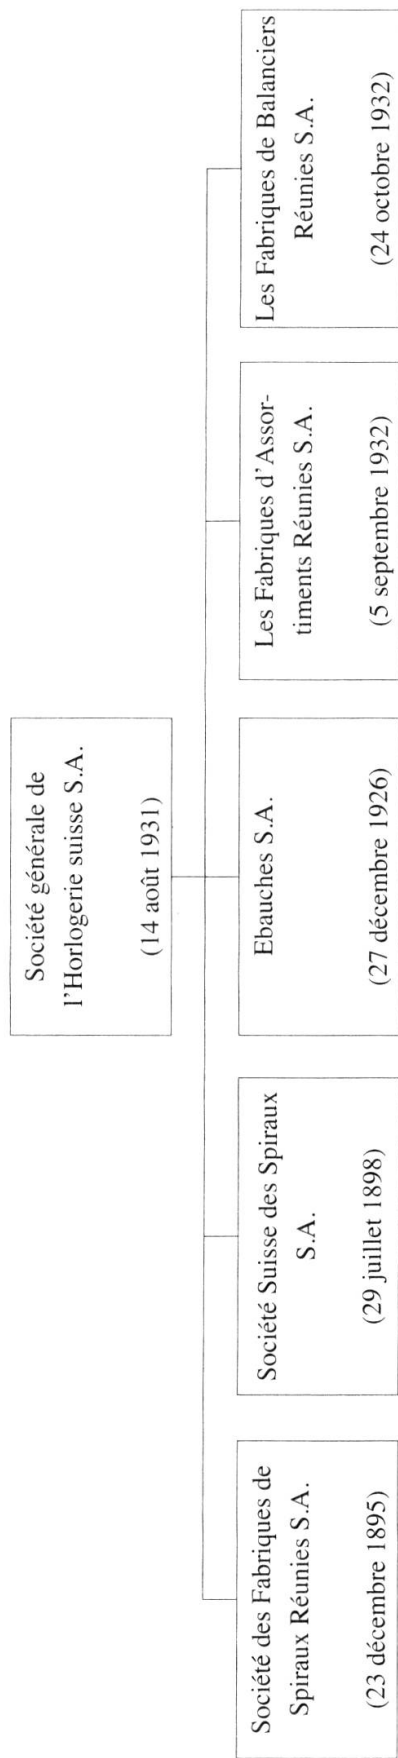 Société générale de
l'Horlogerie suisse S.A.
(14 août 1931)
Société des Fabriques de
Spiraux Réunies S.A.
(23 décembre 1895)
Société Suisse des Spiraux
S.A.
(29 juillet 1898)
Ebauches S.A.
(27 décembre 1926)
Les Fabriques d'Assor-
timents Réunies S.A.
(5 septembre 1932)
Les Fabriques de Balanciers
Réunies S.A.
(24 octobre 1932)